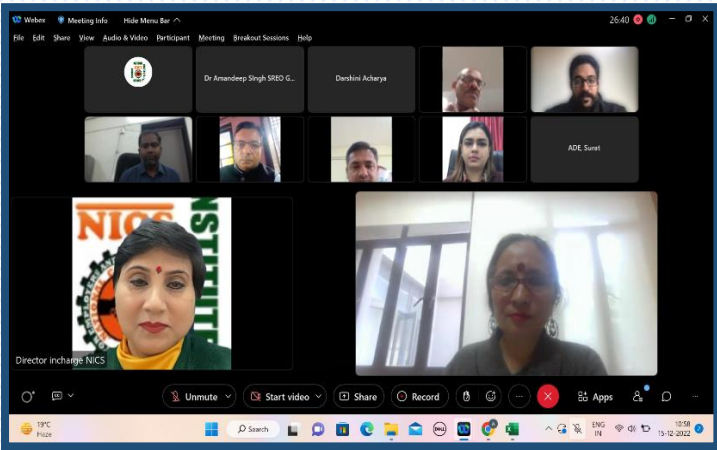 Webex Meeting Info Hide Menu Bar 26:40
File Edit Share View Audio & Video Participant Meeting Breakout Sessions Help
Dr Amandeep SIngh SREO G...
Darshini Acharya
ADE, Surat
NICS
INSTITUTE
Director incharge NICS
Unmute Start video Share Record Apps
19°C
Haze
Search
DELL
ENG
IN
10:58
15-12-2022